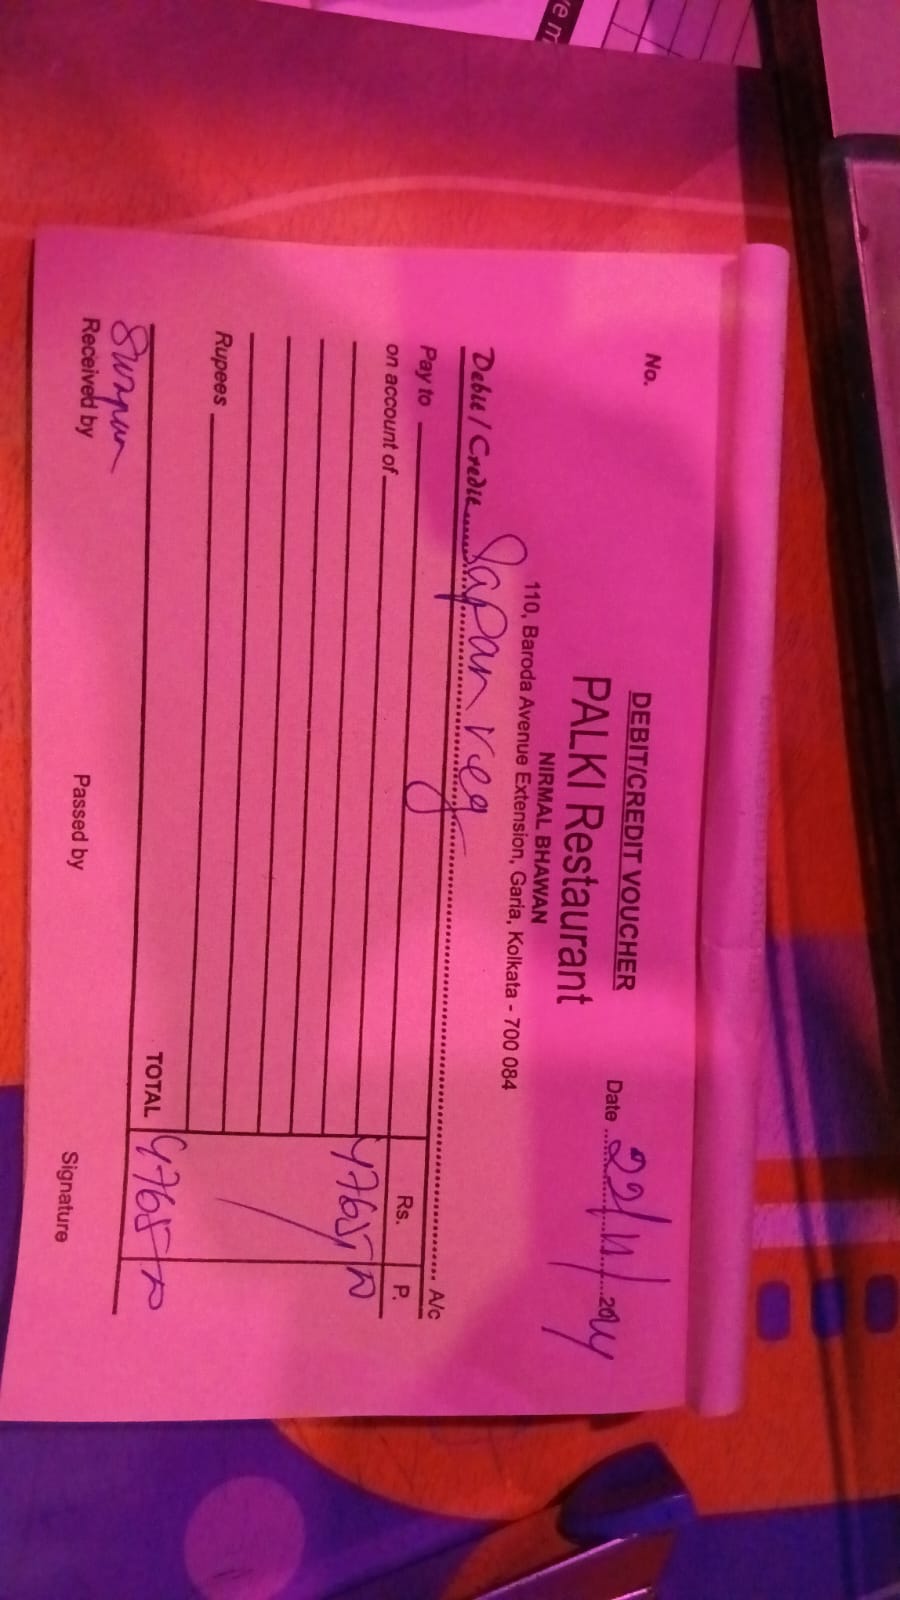 DEBIT/CREDIT VOUCHER
No.
PALKI Restaurant
Date 22/11/2024
NIRMAL BHAWAN
110, Baroda Avenue Extension, Garia, Kolkata - 700 084
Debit / Credit Sapan veg A/c
Pay to
Rs. P.
on account of
Rupees
TOTAL
Swapan
Received by
Passed by
Signature